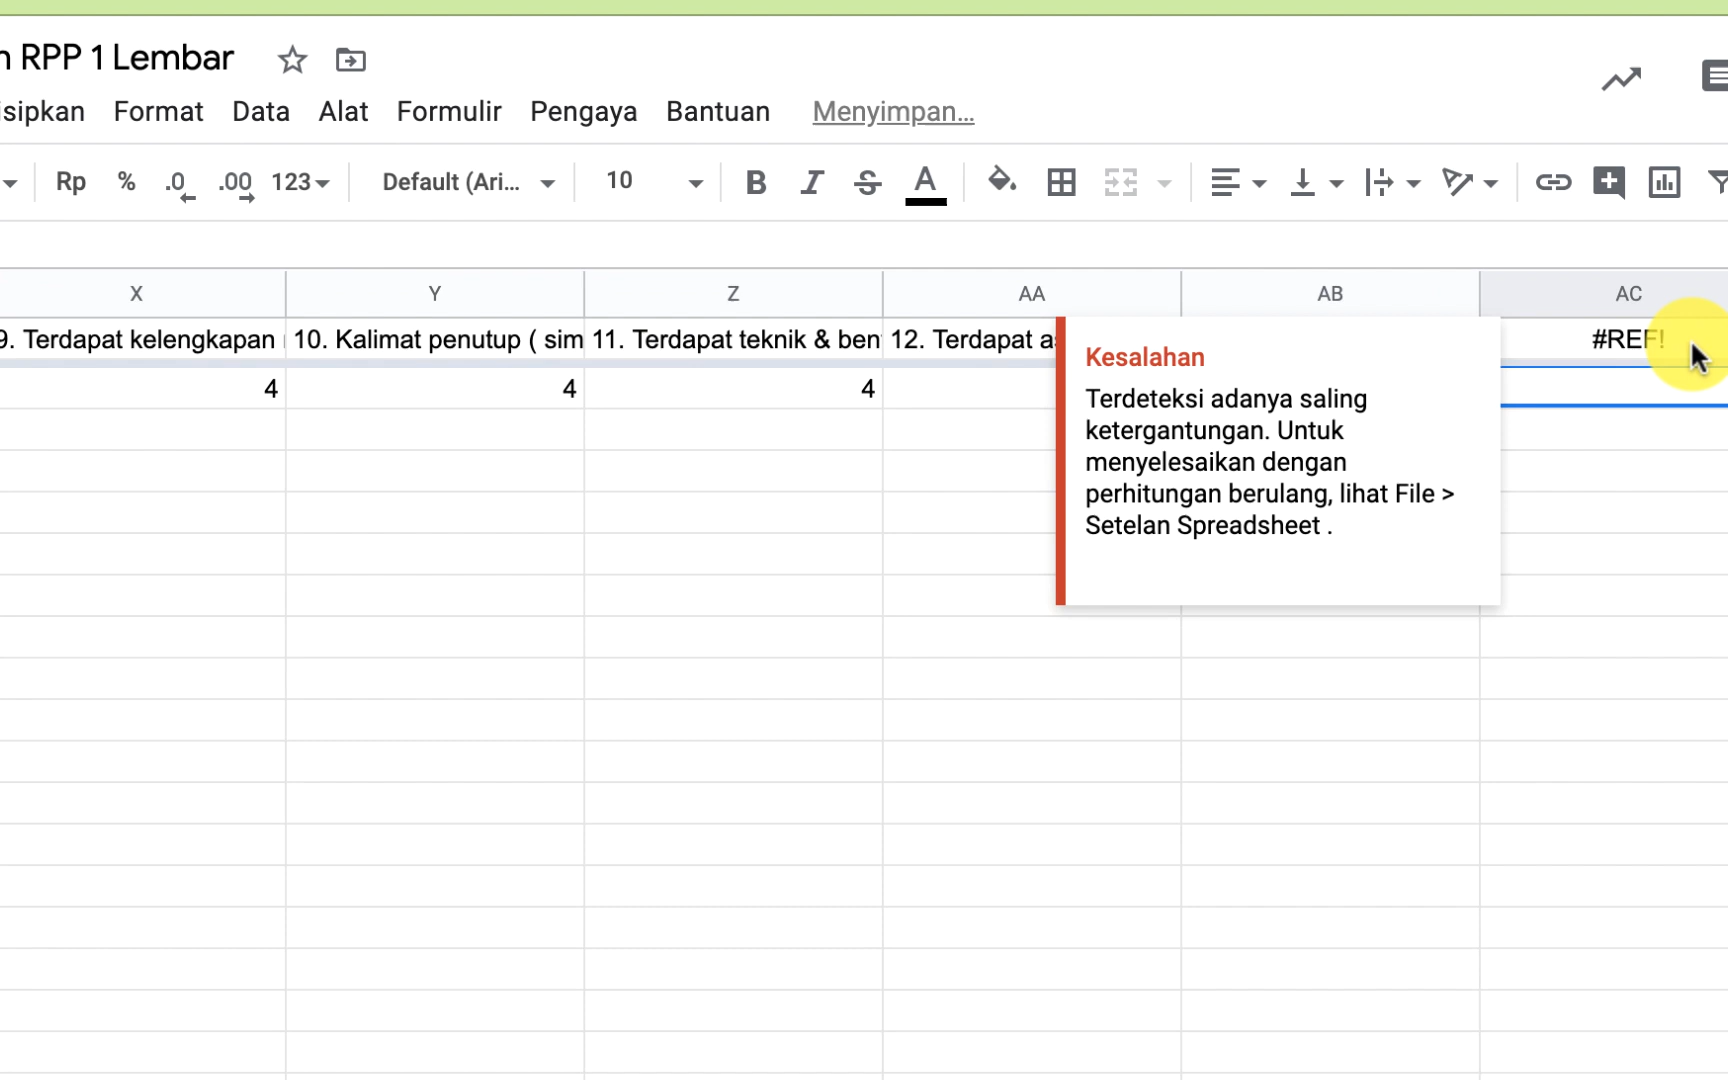 n RPP 1 Lembar
isipkan Format Data Alat Formulir Pengaya Bantuan Menyimpan...
Rp % .0 .00 123 Default (Ari... 10 B I S A
X Y Z AA AB AC
9. Terdapat kelengkapan 10. Kalimat penutup ( sim 11. Terdapat teknik & ben 12. Terdapat a #REF!
4 4 4
Kesalahan
Terdeteksi adanya saling
ketergantungan. Untuk
menyelesaikan dengan
perhitungan berulang, lihat File >
Setelan Spreadsheet .